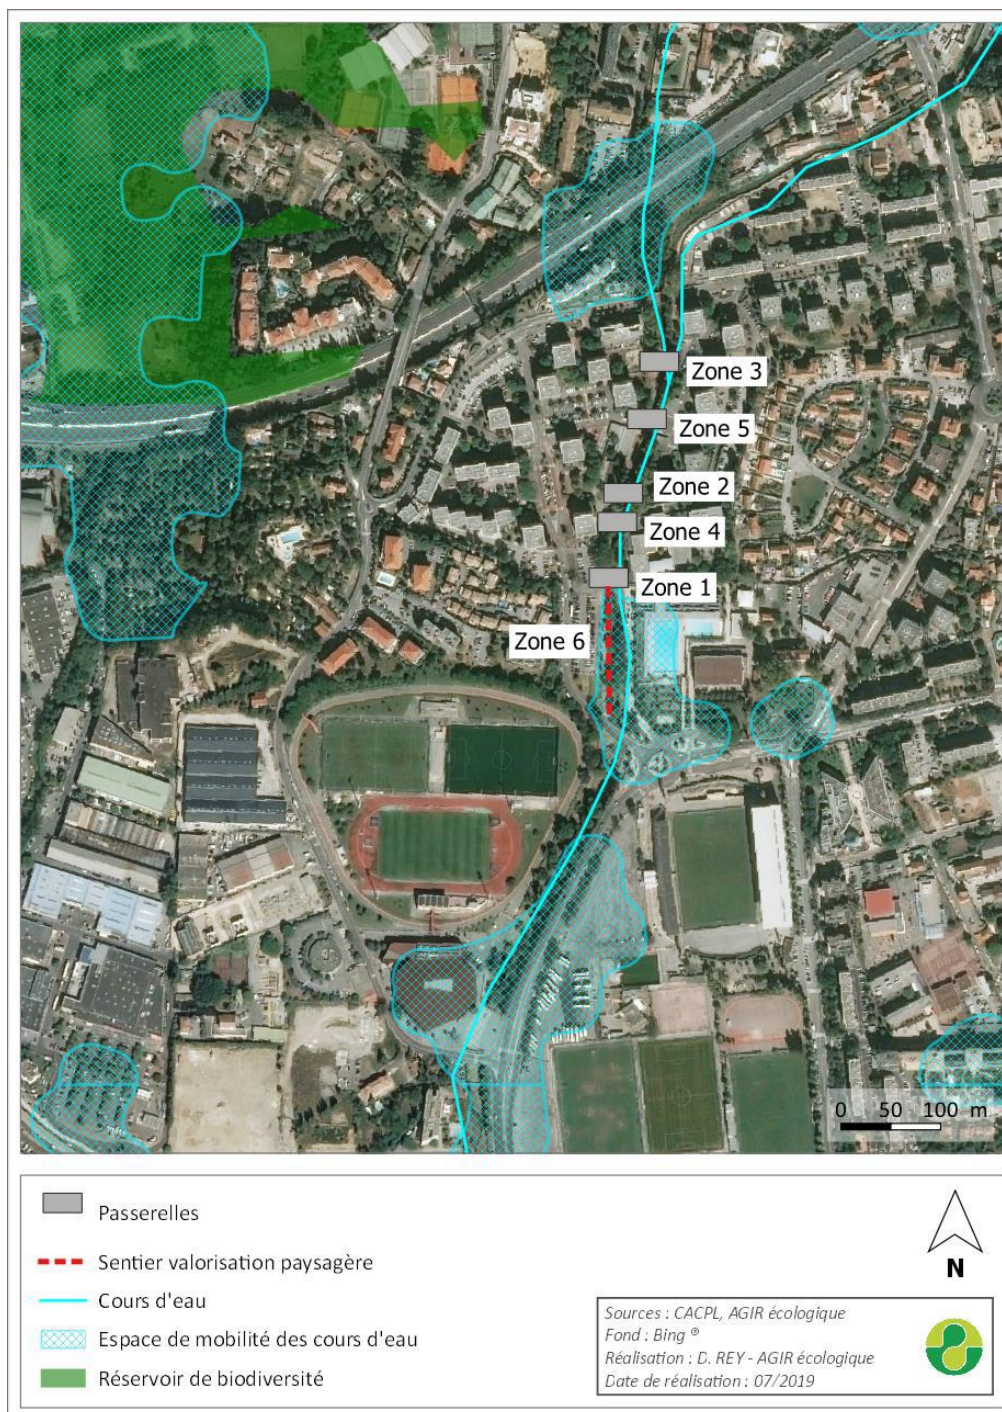 Zone 3
Zone 5
Zone 2
Zone 4
Zone 1
Zone 6
0 50 100 m
Passerelles
Sentier valorisation paysagère
Cours d'eau
Espace de mobilité des cours d'eau
Réservoir de biodiversité
N
Sources : CACPL, AGIR écologique
Fond : Bing ®
Réalisation : D. REY - AGIR écologique
Date de réalisation : 07/2019